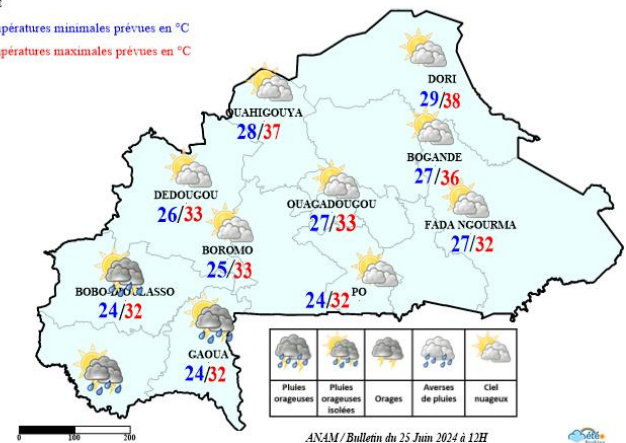 pératures minimales prévues en °C
pératures maximales prévues en °C
DORI
29/38
OUAHIGOUYA
28/37
BOGANDE
27/36
DEDOUGOU
26/33
OUAGADOUGOU
27/33
FADA NGOURMA
27/32
BOROMO
25/33
BOBO-DIOULASSO
24/32
PO
24/32
GAOUA
24/32
Pluies orageuses
Pluies orageuses isolées
Orages
Averses de pluies
Ciel nuageux
0 100 200
ANAM / Bulletin du 25 Juin 2024 à 12H